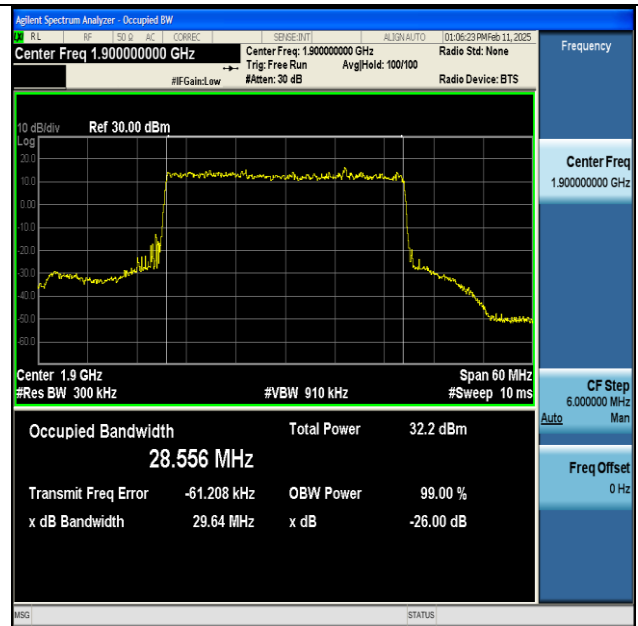 Agilent Spectrum Analyzer - Occupied BW
LXI RL RF 50 Ω AC CORREC SENSE:INT ALIGN AUTO 01:06:23 PM Feb 11, 2025
Center Freq 1.900000000 GHz
Center Freq: 1.900000000 GHz
Radio Std: None
Trig: Free Run Avg|Hold: 100/100
#IFGain:Low #Atten: 30 dB Radio Device: BTS
10 dB/div Ref 30.00 dBm
Log
20.0
10.0
0.00
-10.0
-20.0
-30.0
-40.0
-50.0
-60.0
Center 1.9 GHz Span 60 MHz
#Res BW 300 kHz #VBW 910 kHz #Sweep 10 ms
Occupied Bandwidth Total Power 32.2 dBm
28.556 MHz
Transmit Freq Error -61.208 kHz OBW Power 99.00 %
x dB Bandwidth 29.64 MHz x dB -26.00 dB
MSG STATUS
Frequency
Center Freq
1.900000000 GHz
CF Step
6.000000 MHz
Auto Man
Freq Offset
0 Hz